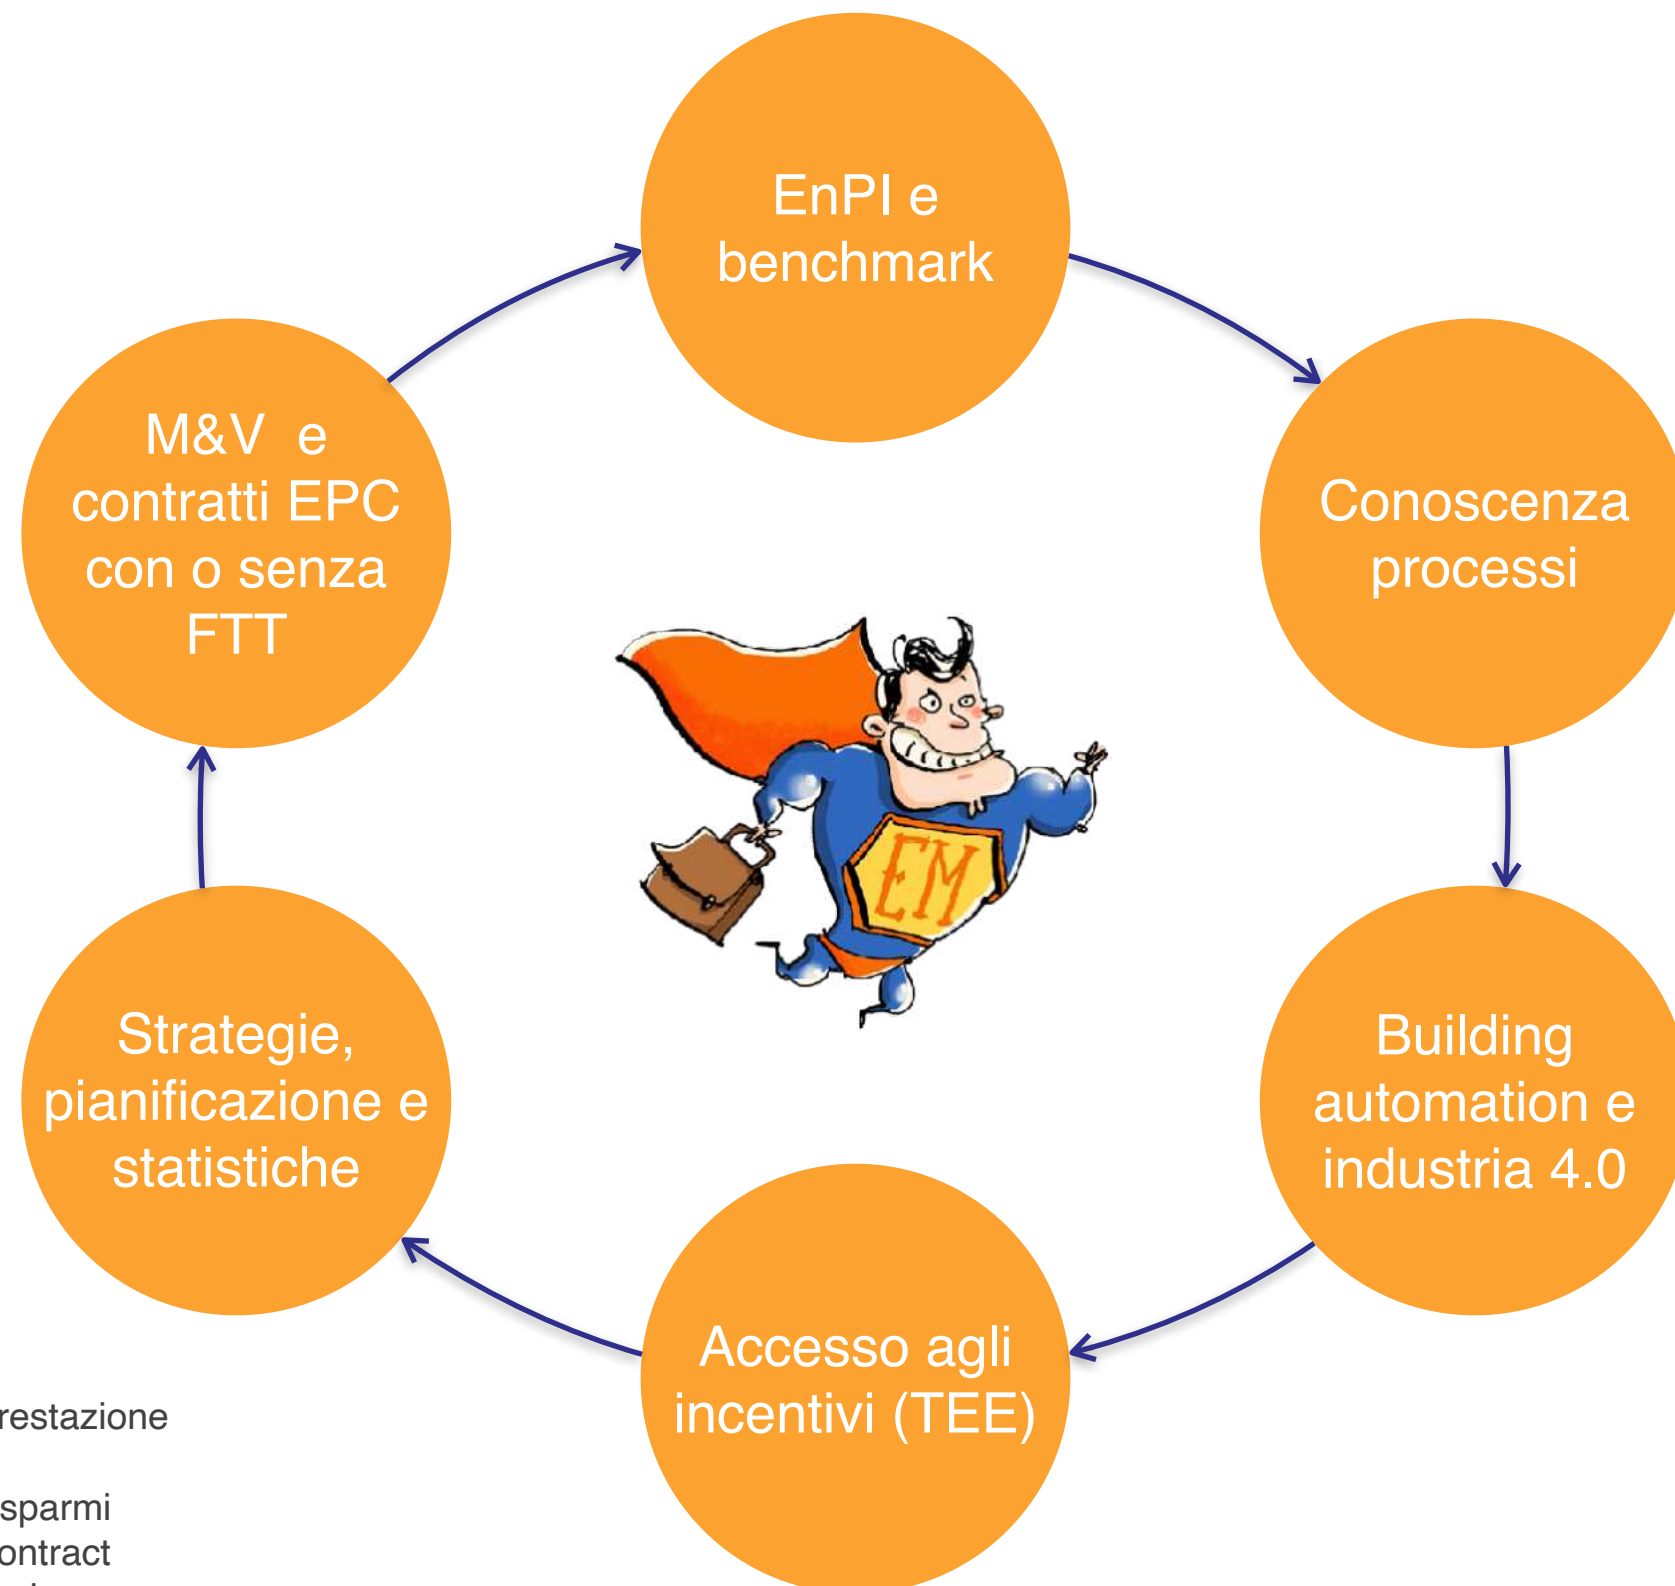 EnPI e
benchmark
Conoscenza
processi
Building
automation e
industria 4.0
Accesso agli
incentivi (TEE)
Strategie,
pianificazione e
statistiche
M&V e
contratti EPC
con o senza
FTT
EM
restazione
sparmi
ontract